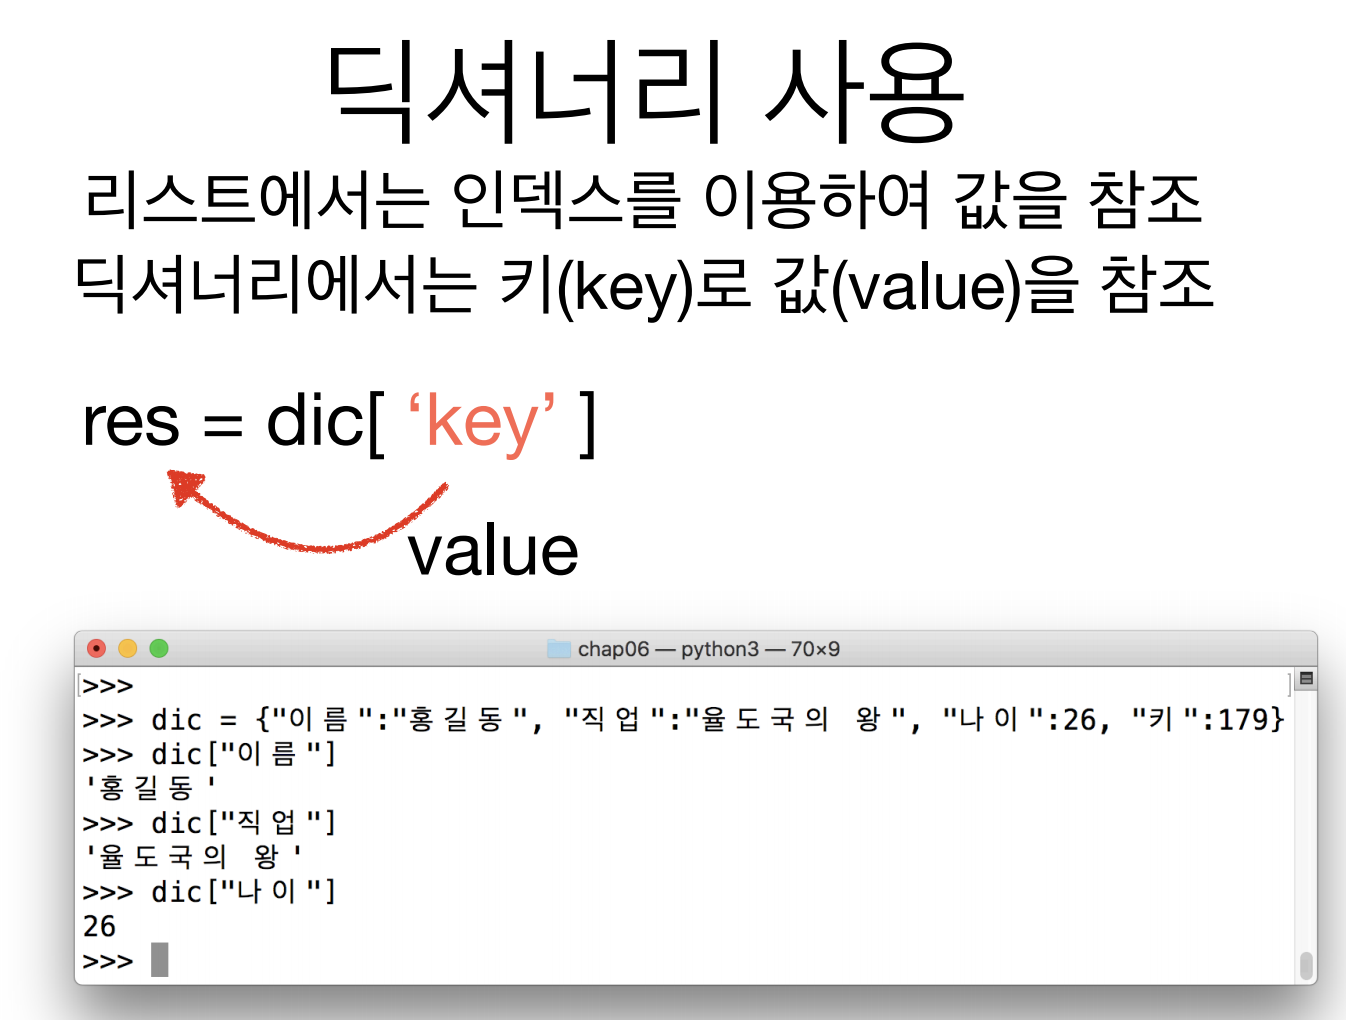 딕셔너리 사용
리스트에서는 인덱스를 이용하여 값을 참조
딕셔너리에서는 키(key)로 값(value)을 참조
res = dic[ ‘key’ ]
value
chap06 — python3 — 70×9
>>>
>>> dic = {"이름":"홍길동", "직업":"율도국의 왕", "나이":26, "키":179}
>>> dic["이름"]
'홍길동'
>>> dic["직업"]
'율도국의 왕'
>>> dic["나이"]
26
>>>